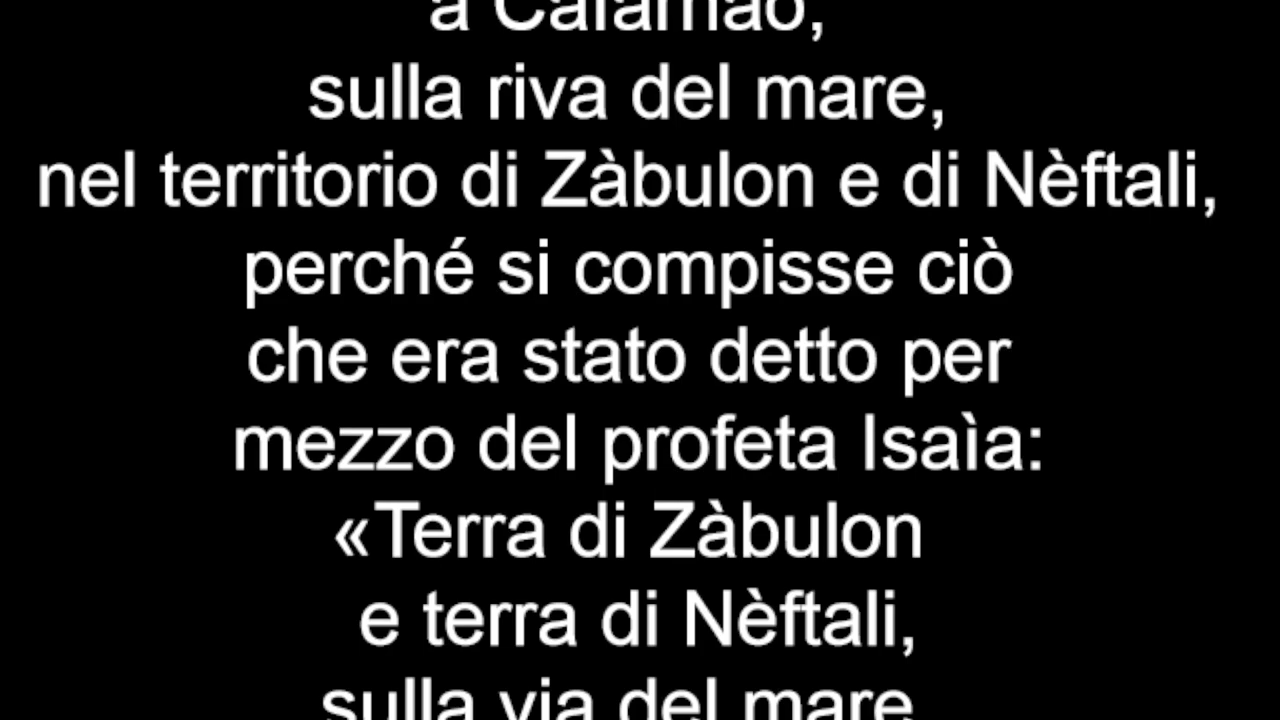 a Cafarnao,
sulla riva del mare,
nel territorio di Zàbulon e di Nèftali,
perché si compisse ciò
che era stato detto per
mezzo del profeta Isaìa:
«Terra di Zàbulon
e terra di Nèftali,
sulla via del mare